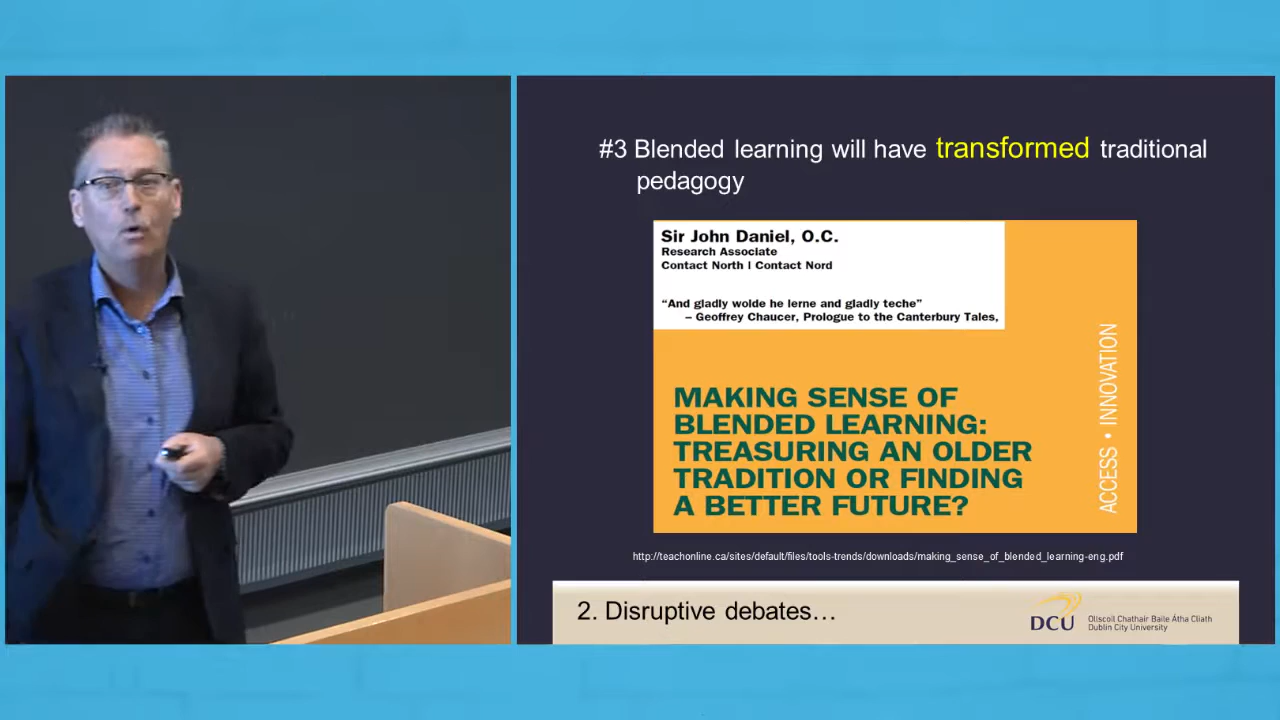 #3 Blended learning will have transformed traditional
pedagogy
Sir John Daniel, O.C.
Research Associate
Contact North | Contact Nord
“And gladly wolde he lerne and gladly teche”
– Geoffrey Chaucer, Prologue to the Canterbury Tales,
MAKING SENSE OF
BLENDED LEARNING:
TREASURING AN OLDER
TRADITION OR FINDING
A BETTER FUTURE?
ACCESS • INNOVATION
http://teachonline.ca/sites/default/files/tools-trends/downloads/making_sense_of_blended_learning-eng.pdf
2. Disruptive debates…
DCU
Ollscoil Chathair Baile Átha Cliath
Dublin City University